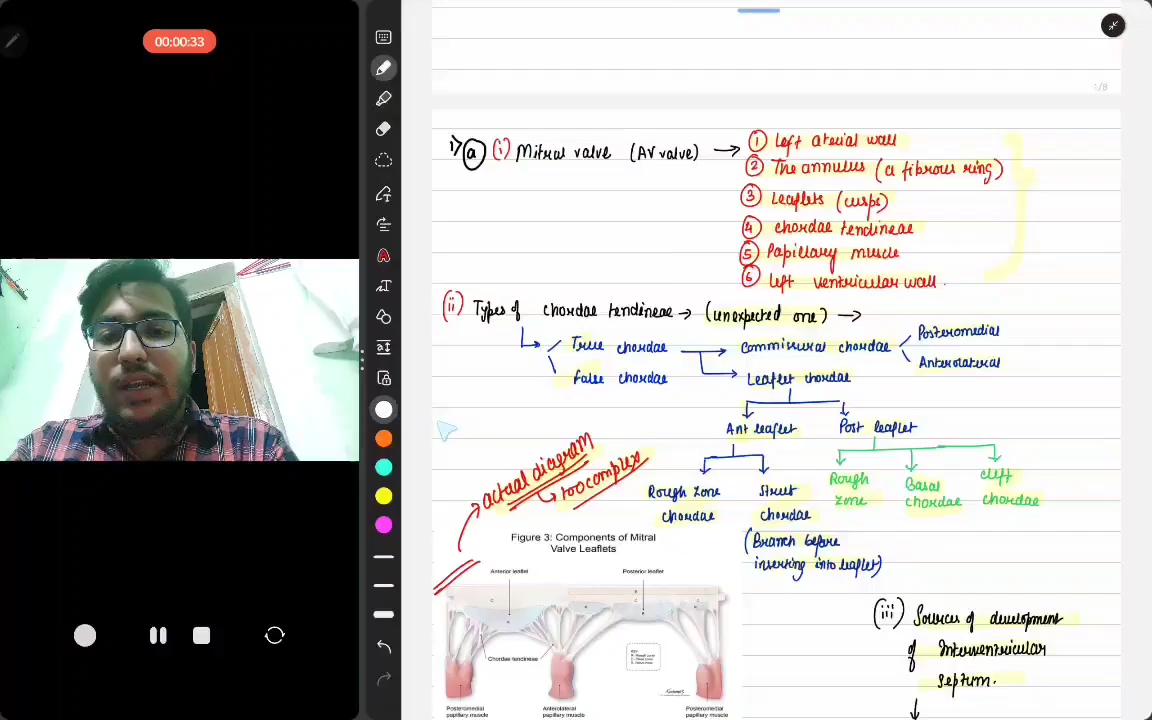 00:00:33
1/8
1) a (i) Mitral valve (AV valve) →
1 Left aterial wall
2 The annulus (a fibrous ring)
3 Leaflets (cusps)
4 chordae tendineae
5 Papillary muscle
6 left ventricular wall.
(ii) Types of chordae tendineae → (unexpected one) →
True chordae
False chordae
Commisural chordae
Posteromedial
Anterolateral
Leaflet chordae
Ant leaflet
Post leaflet
Rough zone
chordae
Strut
chordae
(Branch before
inserting into leaflet)
Rough
zone
Basal
chordae
cleft
chordae
actual diagram
too complex
Figure 3: Components of Mitral
Valve Leaflets
Anterior leaflet
Posterior leaflet
Chordae tendineae
Posteromedial
papillary muscle
Anterolateral
papillary muscle
Posteromedial
papillary muscle
(iii) Sources of development
of Interventricular
septum.